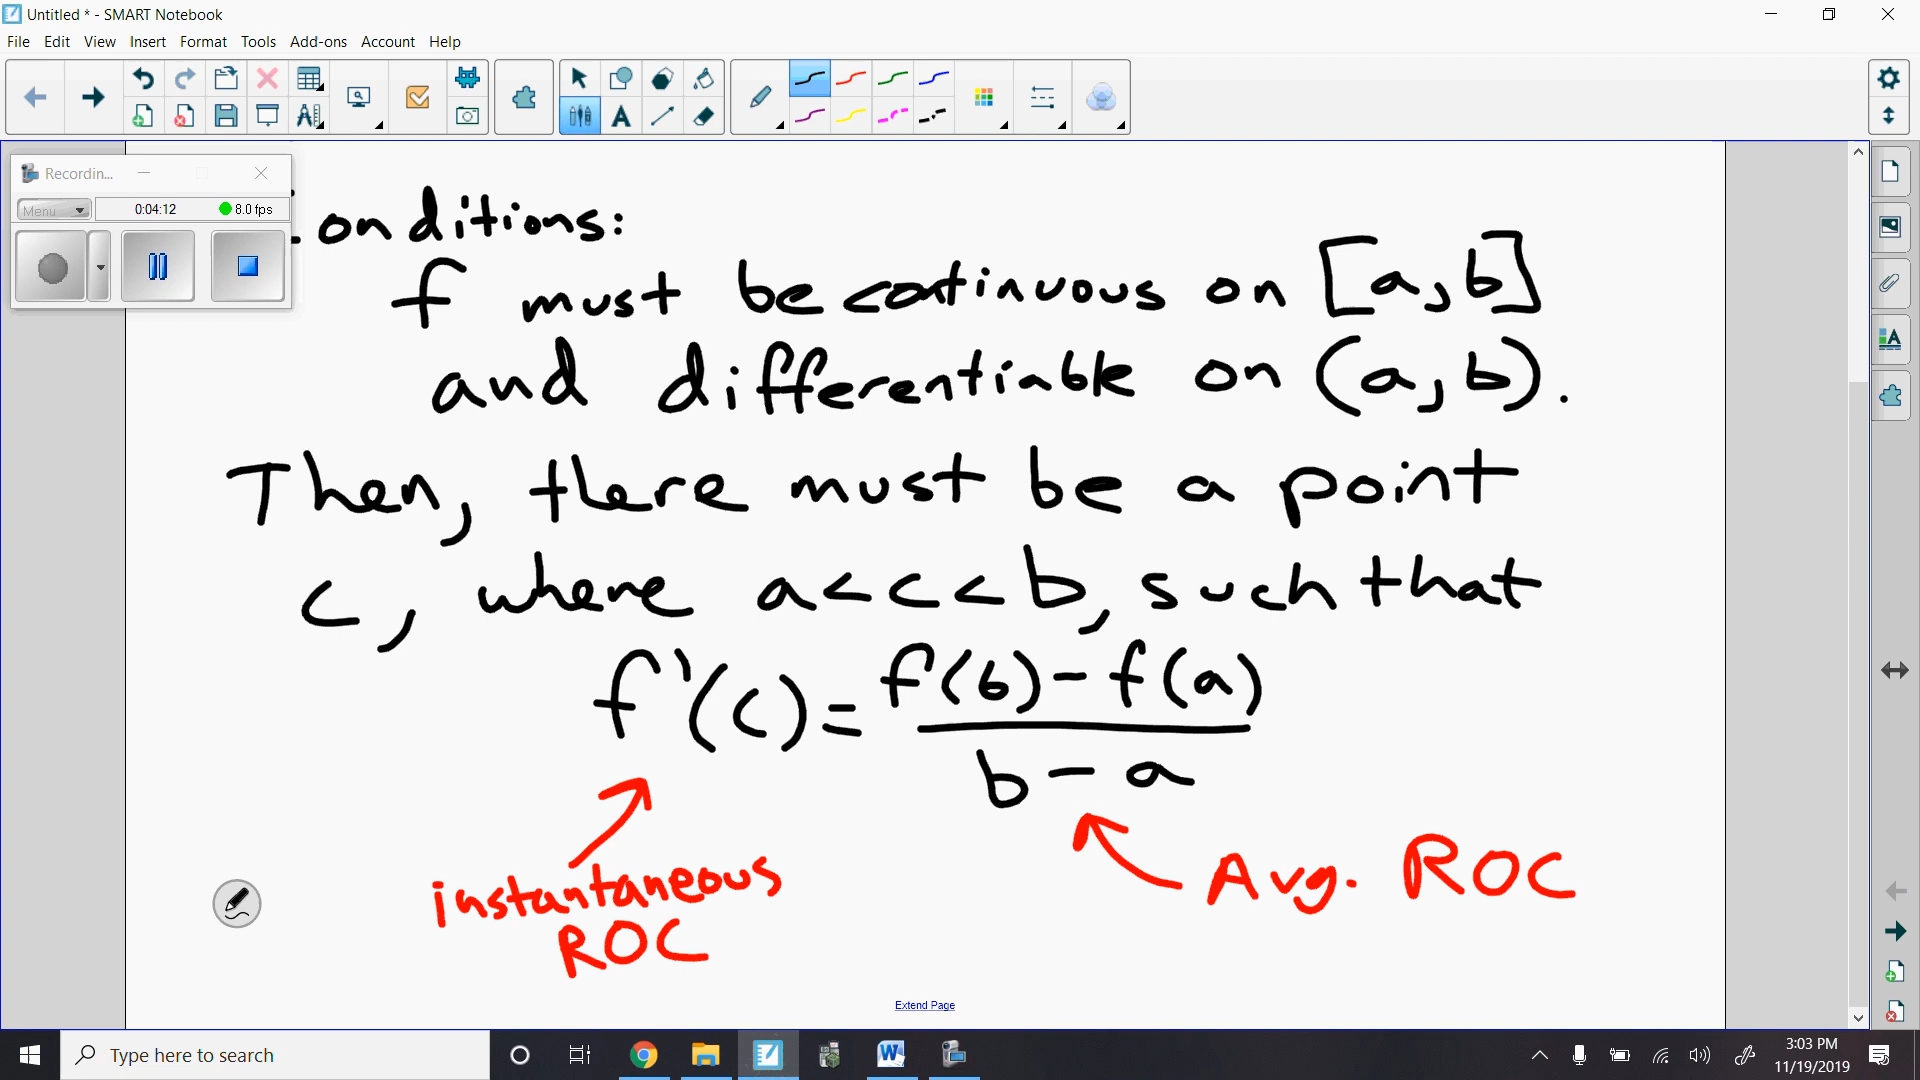 Untitled * - SMART Notebook
File Edit View Insert Format Tools Add-ons Account Help
Recordin...
Menu 0:04:12 8.0 fps
onditions:
f must be continuous on [a,b]
and differentiable on (a,b).
Then, there must be a point
c, where a<c<b, such that
f'(c)= f(b)-f(a)
b-a
instantaneous
ROC
Avg. ROC
Extend Page
Type here to search
3:03 PM
11/19/2019